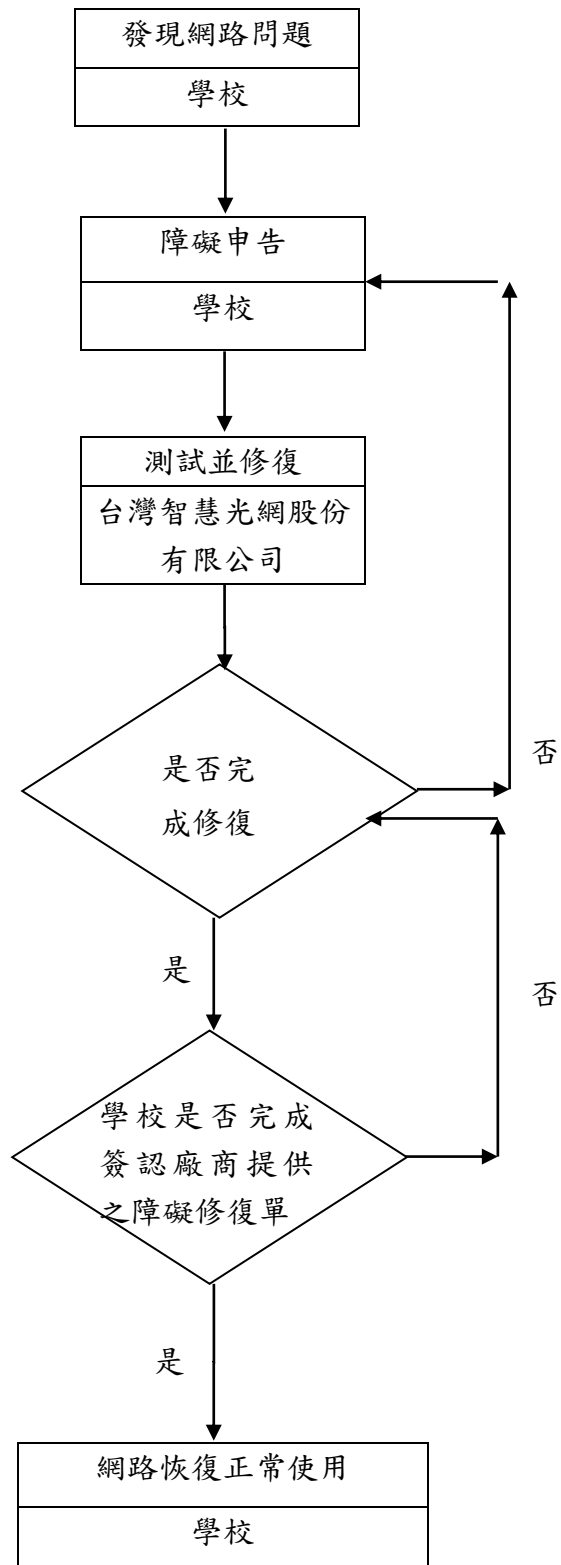 發現網路問題
學校
障礙申告
學校
測試並修復
台灣智慧光網股份
有限公司
是否完
成修復
否
是
否
學校是否完成
簽認廠商提供
之障礙修復單
是
網路恢復正常使用
學校